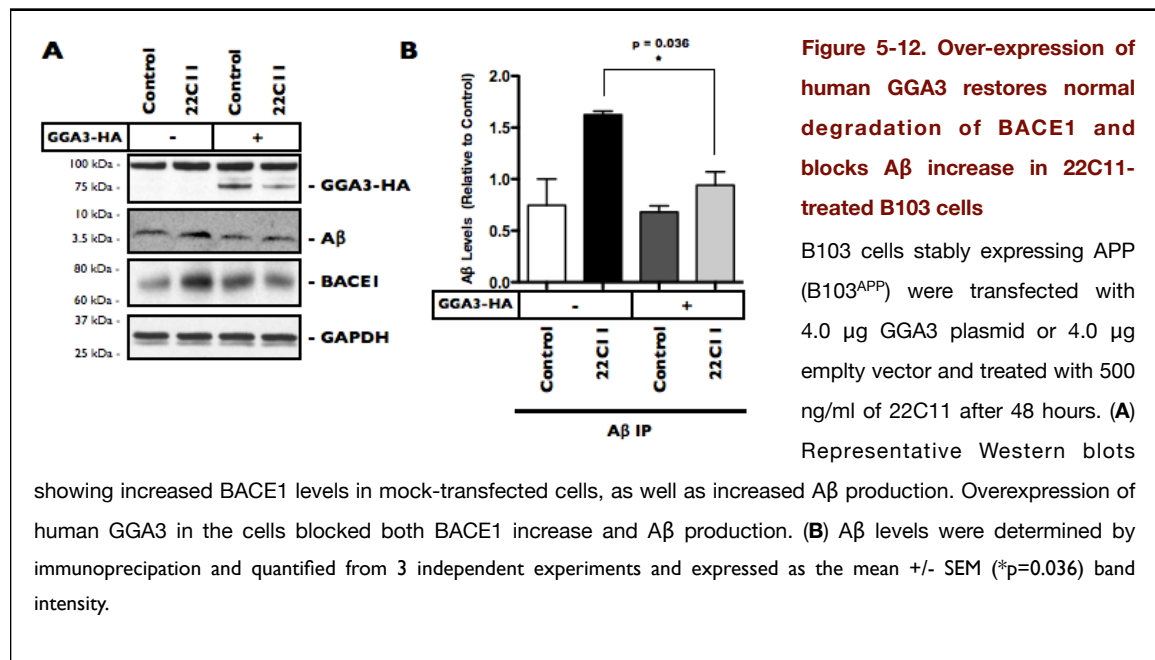 A
Control
22C11
Control
22C11
GGA3-HA
-
+
100 kDa -
75 kDa -
- GGA3-HA
10 kDa -
3.5 kDa -
- Aβ
80 kDa -
60 kDa -
- BACE1
37 kDa -
25 kDa -
- GAPDH
B
p = 0.036
*
Aβ Levels (Relative to Control)
2.0
1.5
1.0
0.5
0.0
GGA3-HA
-
+
Control
22C11
Control
22C11
Aβ IP
Figure 5-12. Over-expression of
human GGA3 restores normal
degradation of BACE1 and
blocks Aβ increase in 22C11-
treated B103 cells
B103 cells stably expressing APP
(B103ᴬᴾᴾ) were transfected with
4.0 µg GGA3 plasmid or 4.0 µg
emplty vector and treated with 500
ng/ml of 22C11 after 48 hours. (A)
Representative Western blots
showing increased BACE1 levels in mock-transfected cells, as well as increased Aβ production. Overexpression of
human GGA3 in the cells blocked both BACE1 increase and Aβ production. (B) Aβ levels were determined by
immunoprecipation and quantified from 3 independent experiments and expressed as the mean +/- SEM (*p=0.036) band
intensity.